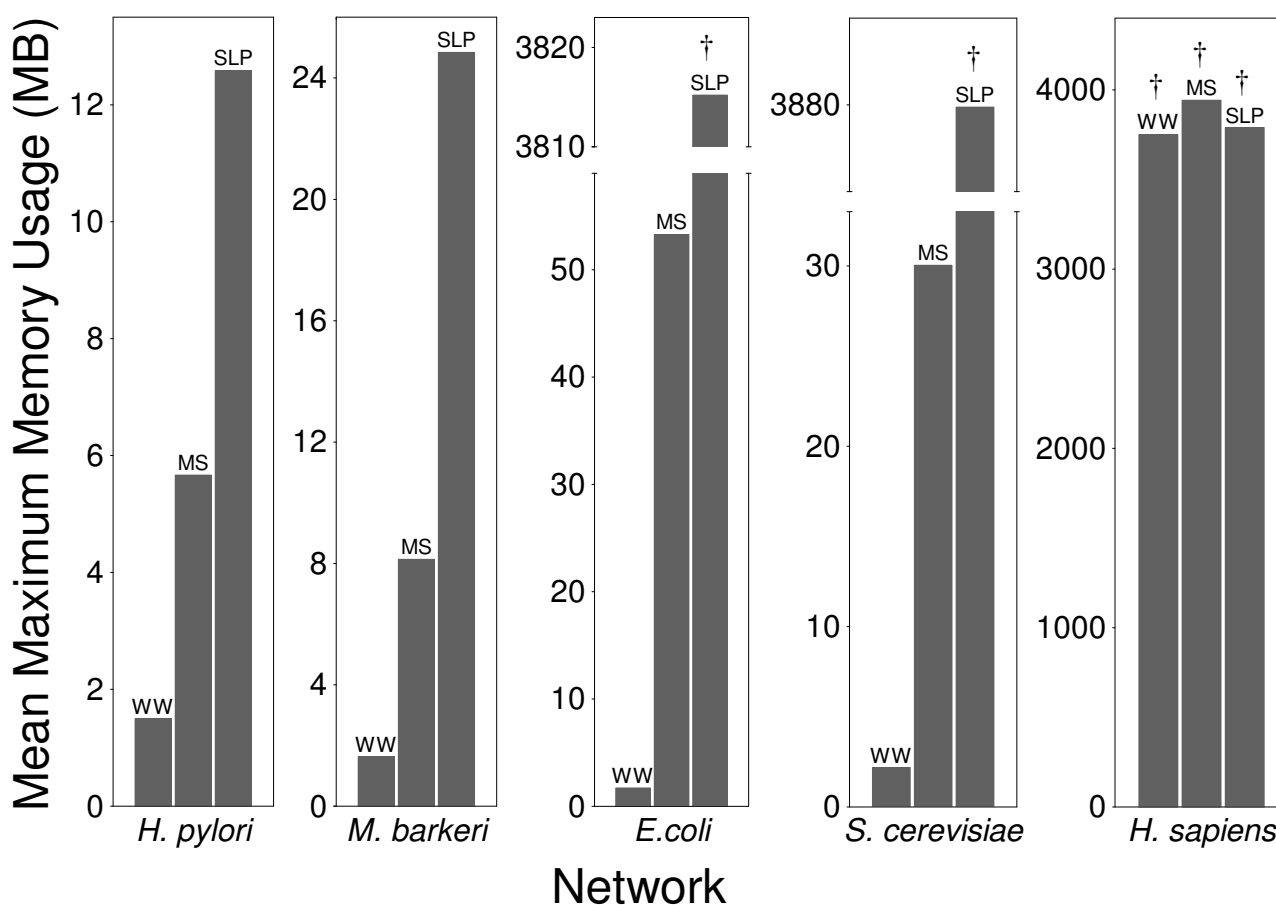 Mean Maximum Memory Usage (MB)
12
10
8
6
4
2
0
WW
MS
SLP
H. pylori
24
20
16
12
8
4
0
WW
MS
SLP
M. barkeri
3820
3810
50
40
30
20
10
0
WW
MS
†
SLP
E.coli
3880
30
20
10
0
WW
MS
†
SLP
S. cerevisiae
4000
3000
2000
1000
0
†
WW
†
MS
†
SLP
H. sapiens
Network